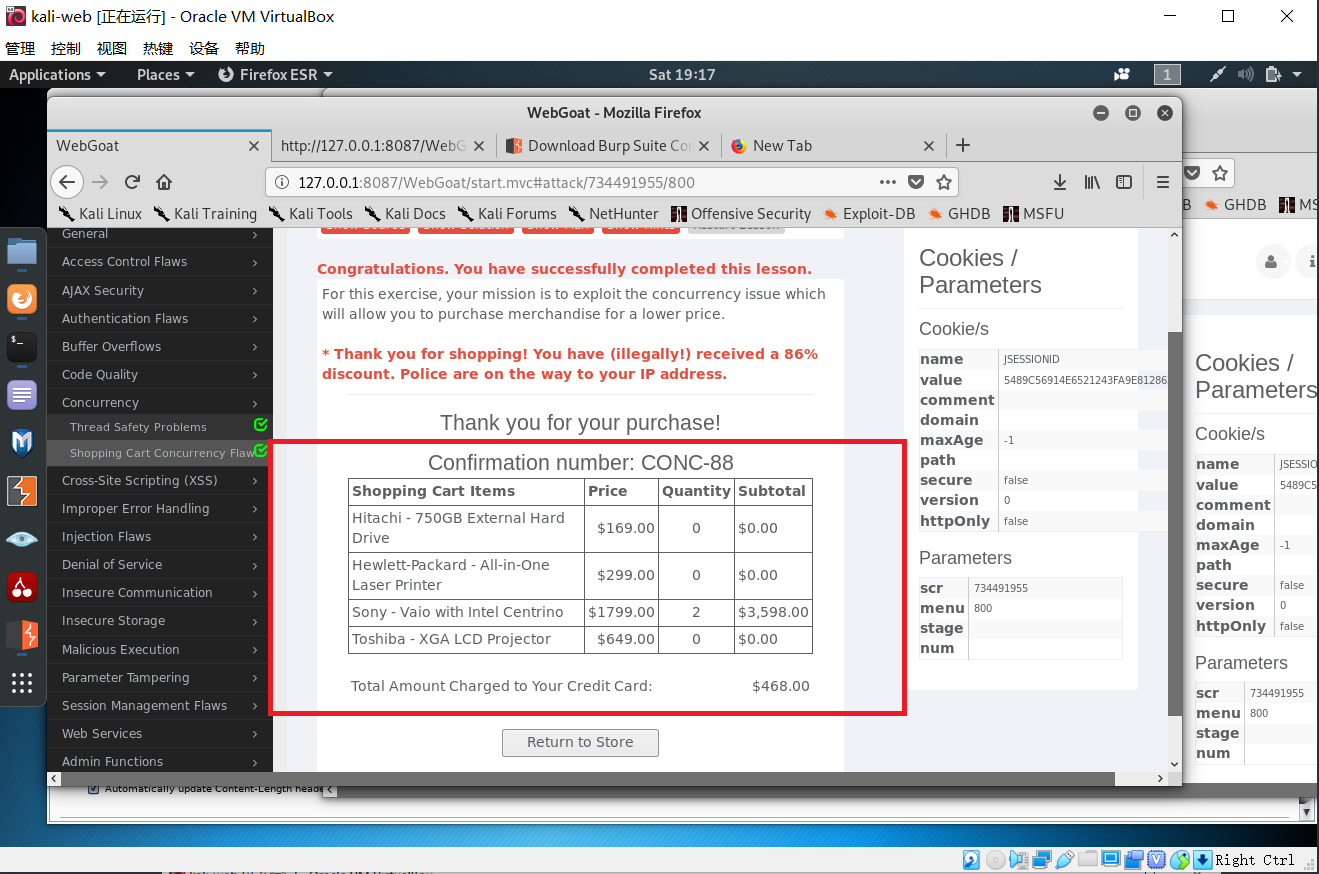 kali-web [正在运行] - Oracle VM VirtualBox
管理 控制 视图 热键 设备 帮助
Applications Places Firefox ESR Sat 19:17 1
WebGoat - Mozilla Firefox
WebGoat http://127.0.0.1:8087/WebG Download Burp Suite Co New Tab
127.0.0.1:8087/WebGoat/start.mvc#attack/734491955/800
Kali Linux Kali Training Kali Tools Kali Docs Kali Forums NetHunter Offensive Security Exploit-DB GHDB MSFU
B GHDB MS
General
Access Control Flaws
AJAX Security
Authentication Flaws
Buffer Overflows
Code Quality
Concurrency
Thread Safety Problems
Shopping Cart Concurrency Flaw
Cross-Site Scripting (XSS)
Improper Error Handling
Injection Flaws
Denial of Service
Insecure Communication
Insecure Storage
Malicious Execution
Parameter Tampering
Session Management Flaws
Web Services
Admin Functions
Congratulations. You have successfully completed this lesson.
For this exercise, your mission is to exploit the concurrency issue which
will allow you to purchase merchandise for a lower price.
* Thank you for shopping! You have (illegally!) received a 86%
discount. Police are on the way to your IP address.
Thank you for your purchase!
Confirmation number: CONC-88
Shopping Cart Items Price Quantity Subtotal
Hitachi - 750GB External Hard
Drive $169.00 0 $0.00
Hewlett-Packard - All-in-One
Laser Printer $299.00 0 $0.00
Sony - Vaio with Intel Centrino $1799.00 2 $3,598.00
Toshiba - XGA LCD Projector $649.00 0 $0.00
Total Amount Charged to Your Credit Card: $468.00
Return to Store
Cookies /
Parameters
Cookie/s
name JSESSIONID
value 5489C56914E6521243FA9E81286
comment
domain
maxAge -1
path
secure false
version 0
httpOnly false
Parameters
scr 734491955
menu 800
stage
num
Cookies /
Parameters
Cookie/s
name JSESSIO
value 5489C5
comment
domain
maxAge -1
path
secure false
version 0
httpOnly false
Parameters
scr 734491955
menu 800
stage
num
Automatically update Content-Length heade
Right Ctrl